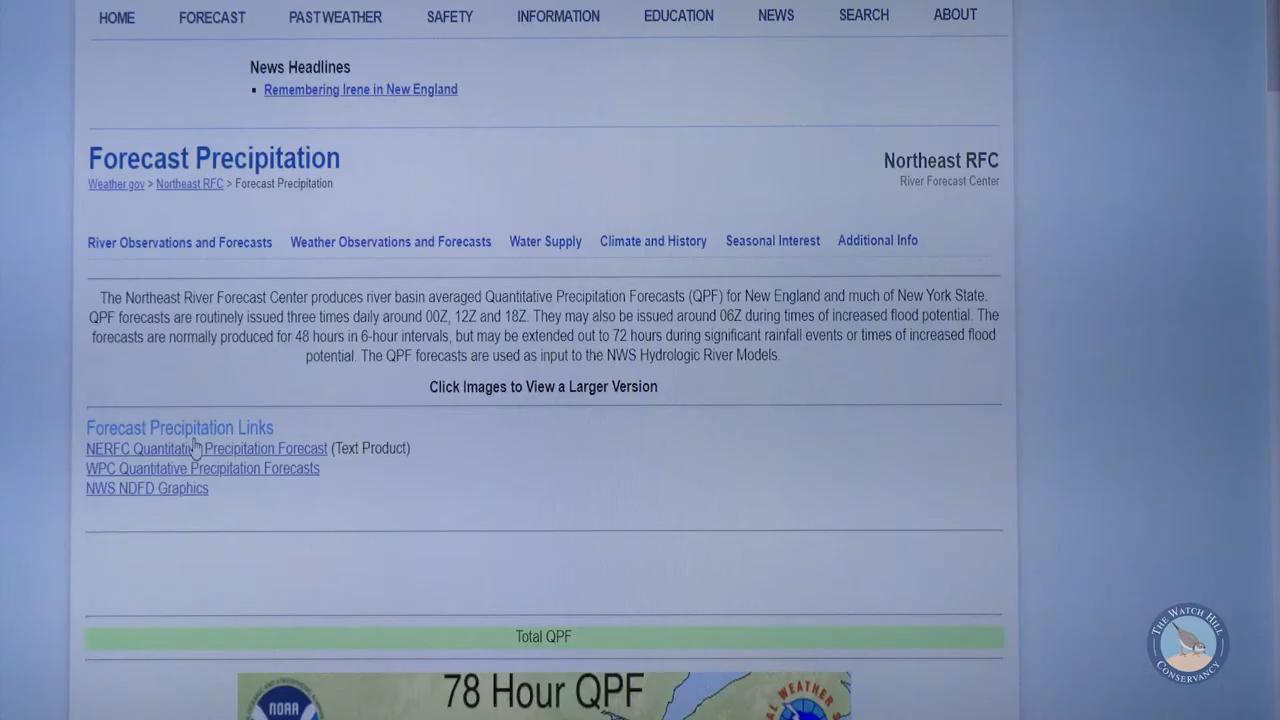 HOME FORECAST PAST WEATHER SAFETY INFORMATION EDUCATION NEWS SEARCH ABOUT
News Headlines
Remembering Irene in New England
Forecast Precipitation
Northeast RFC
Weather.gov > Northeast RFC > Forecast Precipitation
River Forecast Center
River Observations and Forecasts Weather Observations and Forecasts Water Supply Climate and History Seasonal Interest Additional Info
The Northeast River Forecast Center produces river basin averaged Quantitative Precipitation Forecasts (QPF) for New England and much of New York State.
QPF forecasts are routinely issued three times daily around 00Z, 12Z and 18Z. They may also be issued around 06Z during times of increased flood potential. The
forecasts are normally produced for 48 hours in 6-hour intervals, but may be extended out to 72 hours during significant rainfall events or times of increased flood
potential. The QPF forecasts are used as input to the NWS Hydrologic River Models.
Click Images to View a Larger Version
Forecast Precipitation Links
NERFC Quantitative Precipitation Forecast (Text Product)
WPC Quantitative Precipitation Forecasts
NWS NDFD Graphics
Total QPF
78 Hour QPF
NOAA
WEATHER
THE WATCH HILL
CONSERVANCY